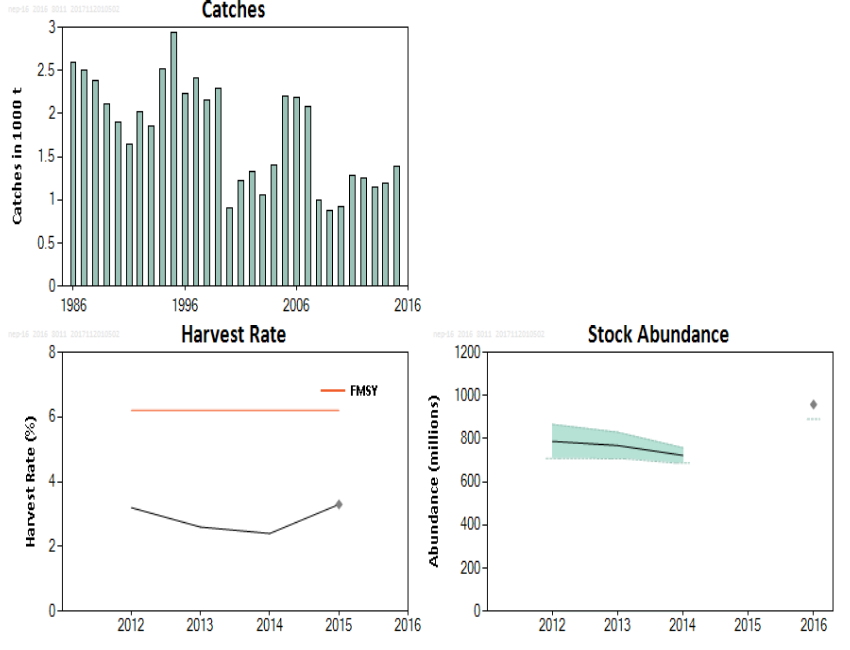 Catches
3
2.5
2
1.5
1
0.5
0
Catches in 1000 t
1986 1996 2006 2016
Harvest Rate
8
6
4
2
0
Harvest Rate (%)
FMSY
2012 2013 2014 2015 2016
Stock Abundance
1200
1000
800
600
400
200
0
Abundance (millions)
2012 2013 2014 2015 2016